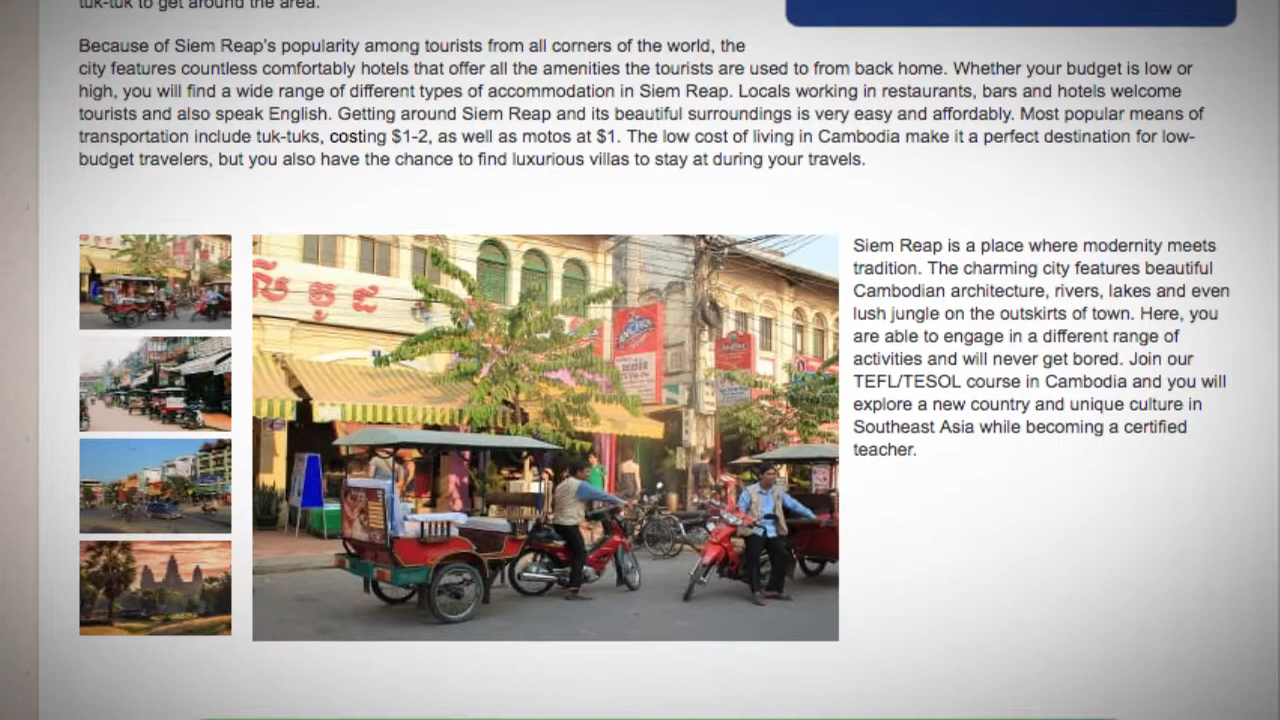 tuk-tuk to get around the area.
Because of Siem Reap's popularity among tourists from all corners of the world, the
city features countless comfortably hotels that offer all the amenities the tourists are used to from back home. Whether your budget is low or
high, you will find a wide range of different types of accommodation in Siem Reap. Locals working in restaurants, bars and hotels welcome
tourists and also speak English. Getting around Siem Reap and its beautiful surroundings is very easy and affordably. Most popular means of
transportation include tuk-tuks, costing $1-2, as well as motos at $1. The low cost of living in Cambodia make it a perfect destination for low-
budget travelers, but you also have the chance to find luxurious villas to stay at during your travels.
Siem Reap is a place where modernity meets
tradition. The charming city features beautiful
Cambodian architecture, rivers, lakes and even
lush jungle on the outskirts of town. Here, you
are able to engage in a different range of
activities and will never get bored. Join our
TEFL/TESOL course in Cambodia and you will
explore a new country and unique culture in
Southeast Asia while becoming a certified
teacher.